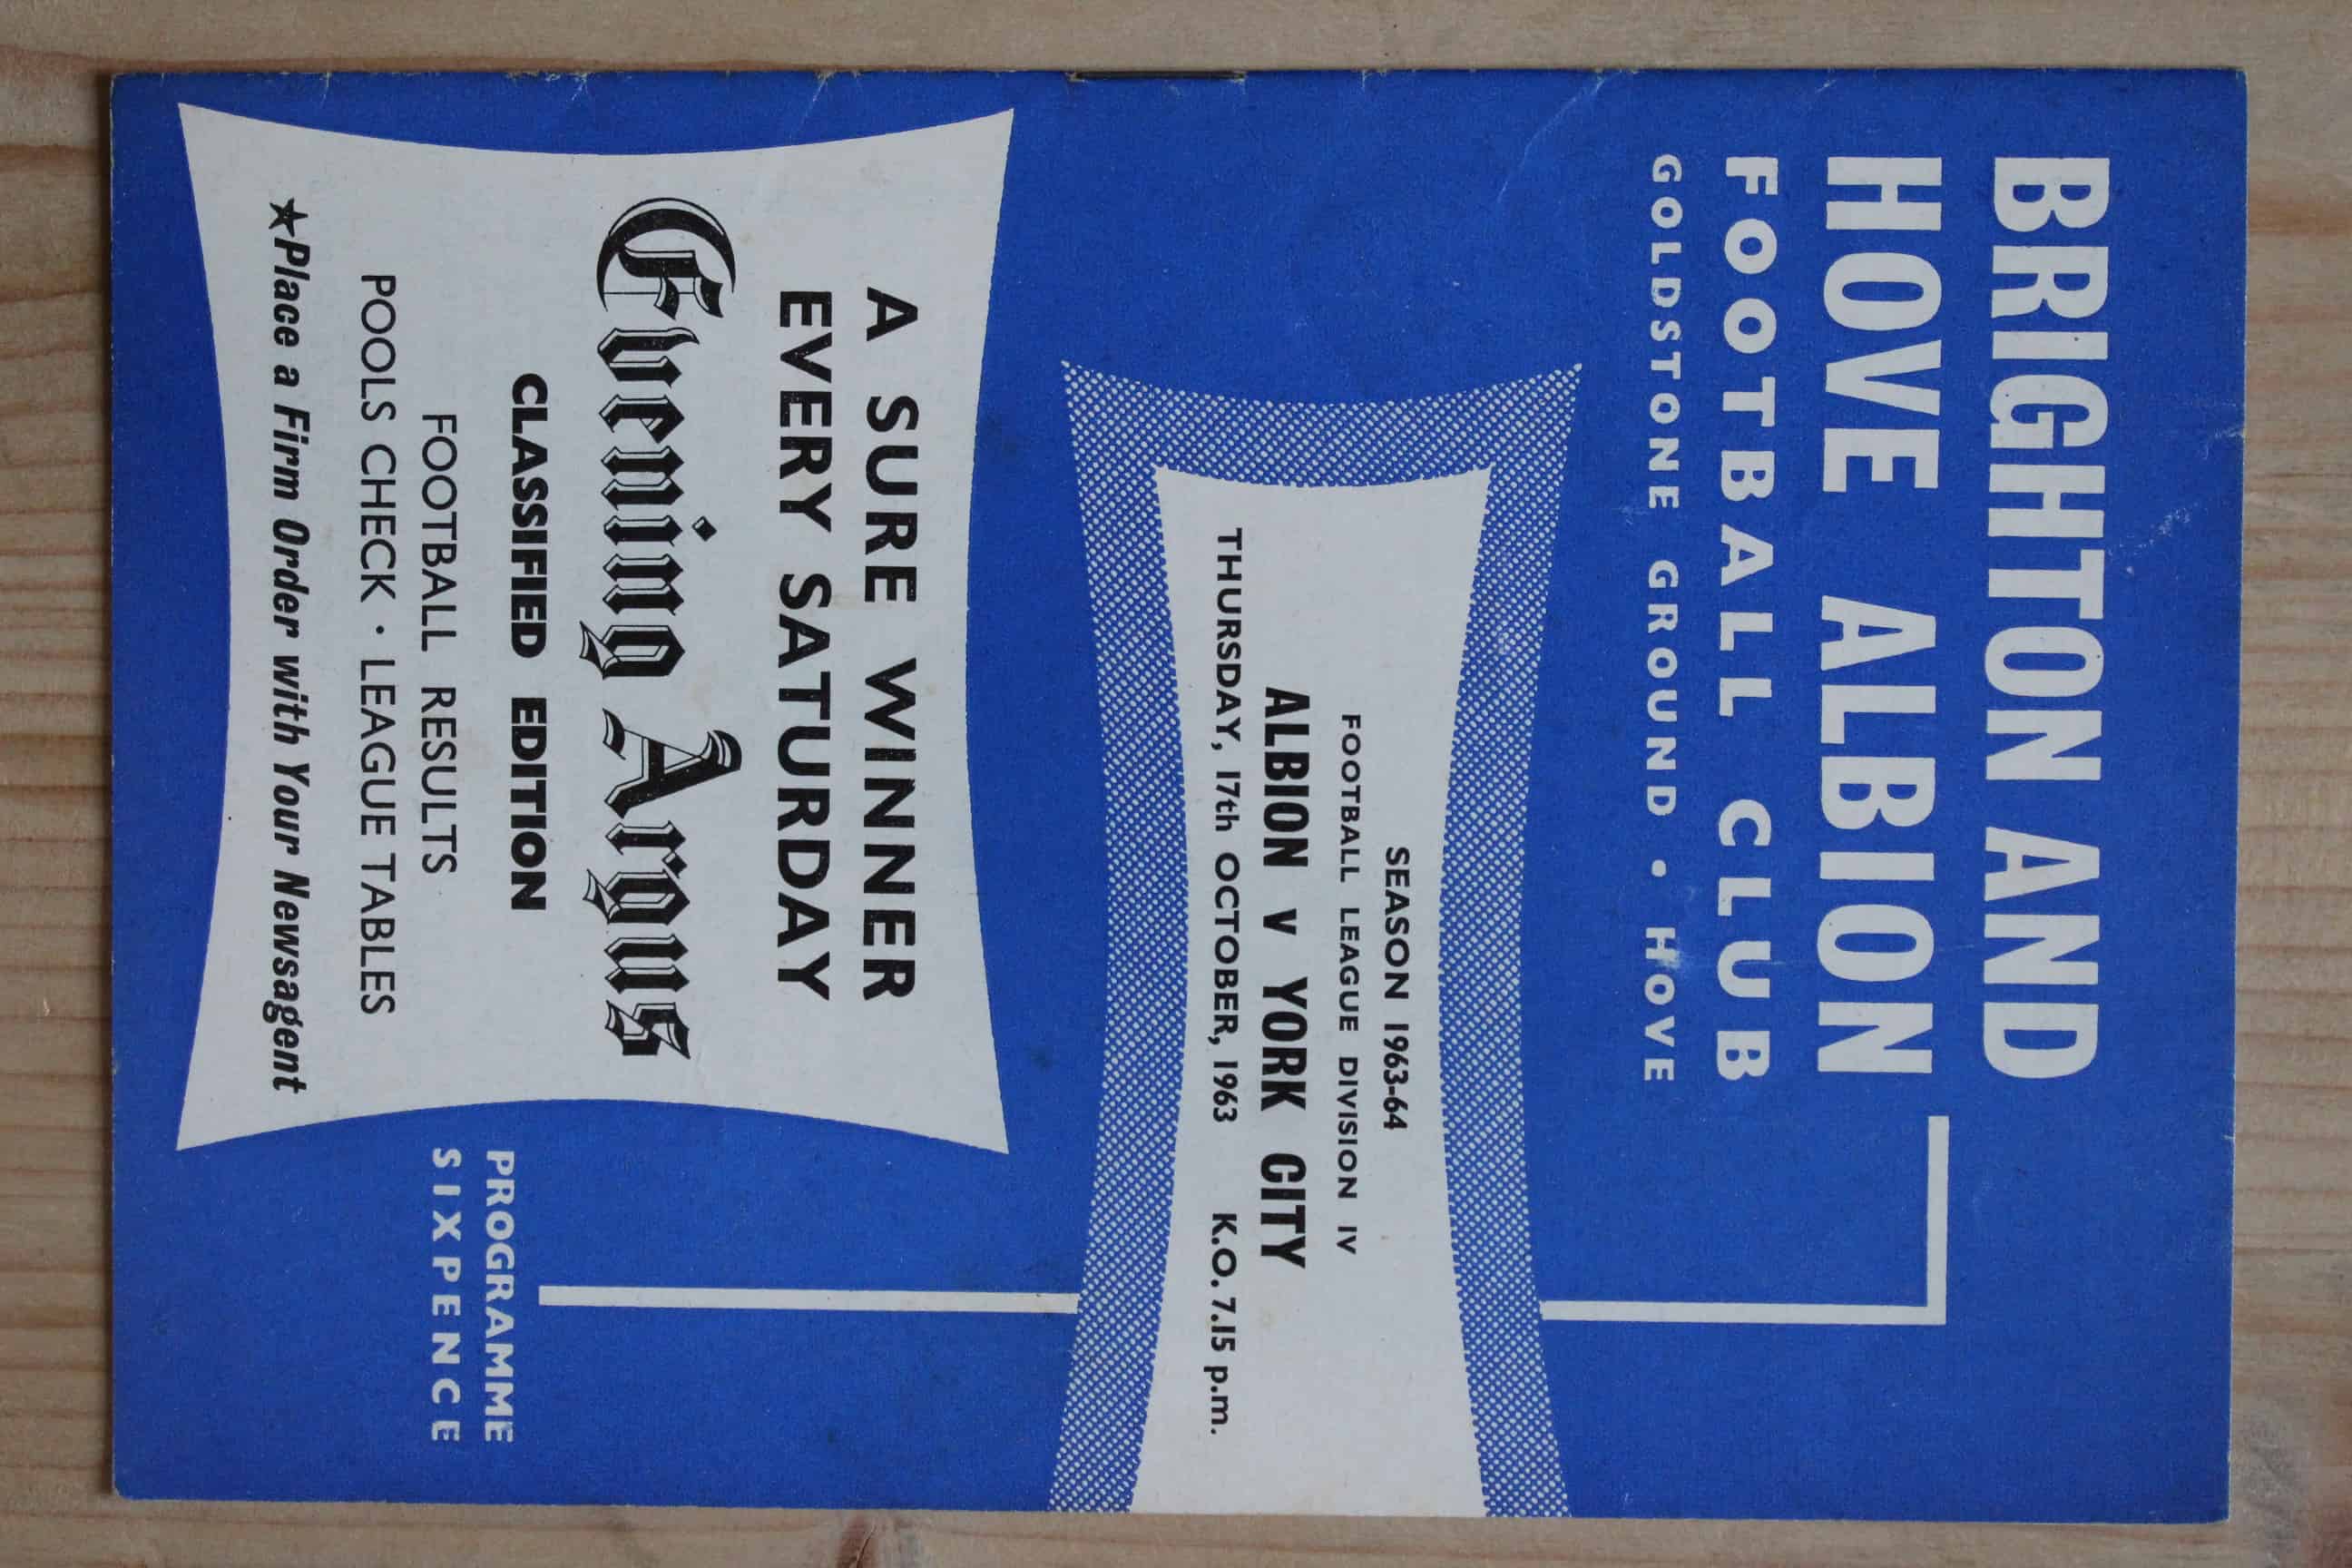 BRIGHTON AND
HOVE ALBION
FOOTBALL CLUB
GOLDSTONE GROUND • HOVE
SEASON 1963-64
FOOTBALL LEAGUE DIVISION IV
ALBION v YORK CITY
THURSDAY, 17th OCTOBER, 1963 K.O. 7.15 p.m.
A SURE WINNER
EVERY SATURDAY
Evening Argus
CLASSIFIED EDITION
FOOTBALL RESULTS
POOLS CHECK · LEAGUE TABLES
★Place a Firm Order with Your Newsagent
PROGRAMME
SIXPENCE